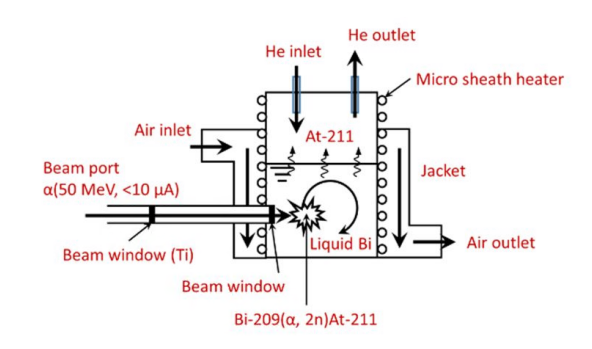 He outlet
He inlet
Micro sheath heater
Air inlet
At-211
Beam port
α(50 MeV, <10 μA)
Jacket
Liquid Bi
Air outlet
Beam window (Ti)
Beam window
Bi-209(α, 2n)At-211